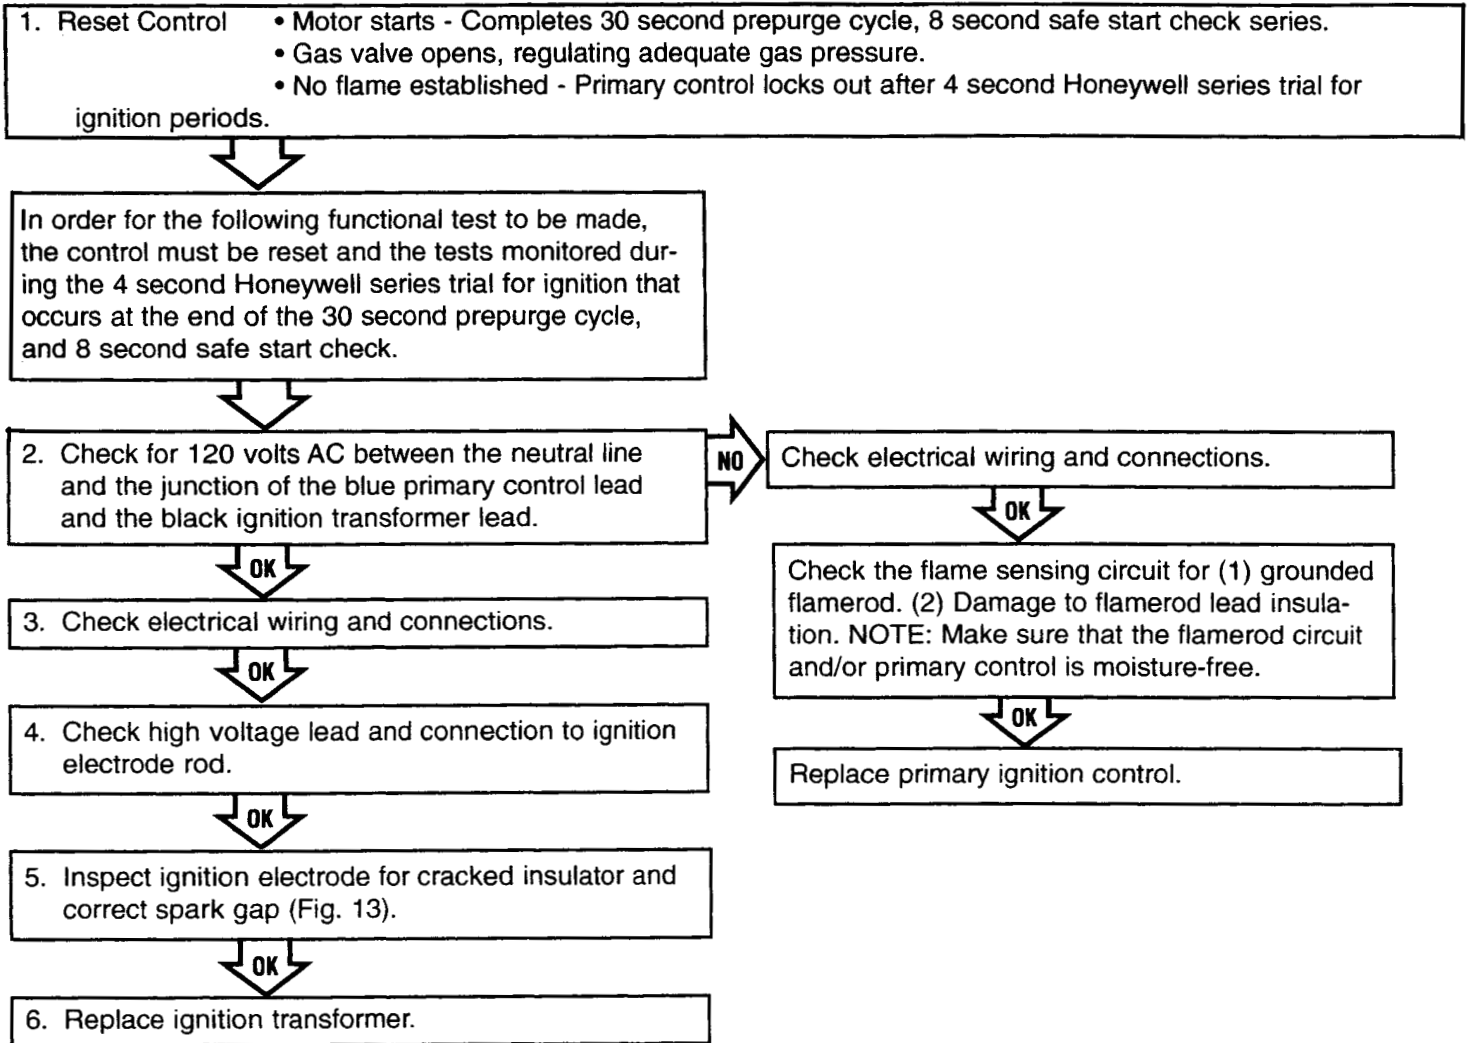 1. Reset Control • Motor starts - Completes 30 second prepurge cycle, 8 second safe start check series.
• Gas valve opens, regulating adequate gas pressure.
• No flame established - Primary control locks out after 4 second Honeywell series trial for
ignition periods.
In order for the following functional test to be made,
the control must be reset and the tests monitored dur-
ing the 4 second Honeywell series trial for ignition that
occurs at the end of the 30 second prepurge cycle,
and 8 second safe start check.
2. Check for 120 volts AC between the neutral line
and the junction of the blue primary control lead
and the black ignition transformer lead.
NO
Check electrical wiring and connections.
OK
Check the flame sensing circuit for (1) grounded
flamerod. (2) Damage to flamerod lead insula-
tion. NOTE: Make sure that the flamerod circuit
and/or primary control is moisture-free.
OK
Replace primary ignition control.
OK
3. Check electrical wiring and connections.
OK
4. Check high voltage lead and connection to ignition
electrode rod.
OK
5. Inspect ignition electrode for cracked insulator and
correct spark gap (Fig. 13).
OK
6. Replace ignition transformer.